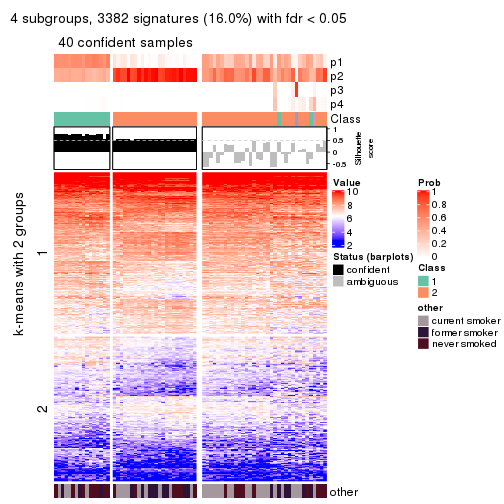 4 subgroups, 3382 signatures (16.0%) with fdr < 0.05
40 confident samples
p1
p2
p3
p4
Class
1
0.5
0
-0.5
Silhouette
score
k-means with 2 groups
1
2
Value
10
8
6
4
2
Status (barplots)
confident
ambiguous
Prob
1
0.8
0.6
0.4
0.2
0
Class
1
2
other
current smoker
former smoker
never smoked
other